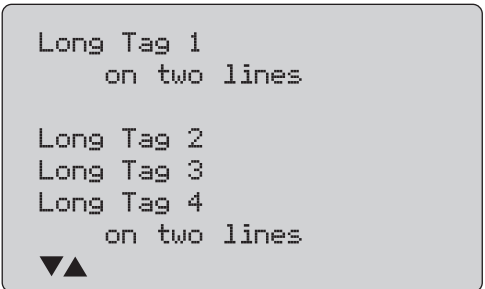 Long Tag 1
on two lines
Long Tag 2
Long Tag 3
Long Tag 4
on two lines
▼▲